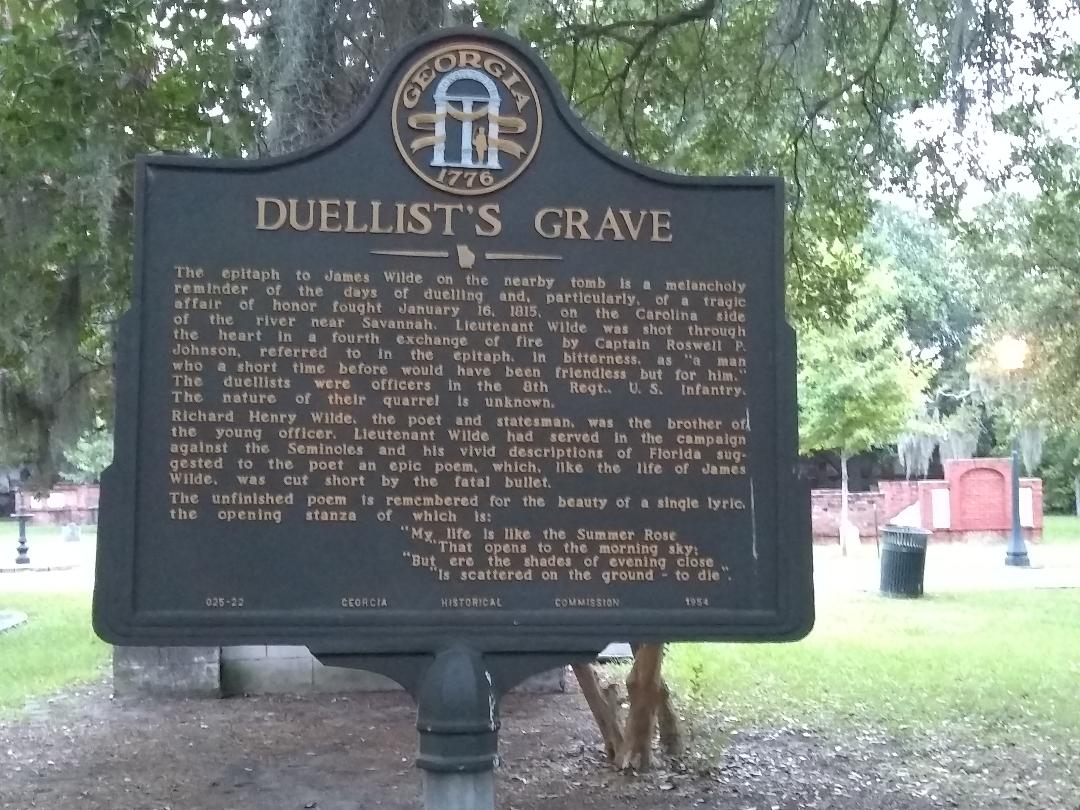 GEORGIA
1776
DUELLIST'S GRAVE
The epitaph to James Wilde on the nearby tomb is a melancholy
reminder of the days of duelling and, particularly, of a tragic
affair of honor fought January 16, 1815, on the Carolina side
of the river near Savannah. Lieutenant Wilde was shot through
the heart in a fourth exchange of fire by Captain Roswell P.
Johnson, referred to in the epitaph, in bitterness, as "a man
who a short time before would have been friendless but for him."
The duellists were officers in the 8th Regt., U. S. Infantry.
The nature of their quarrel is unknown.
Richard Henry Wilde, the poet and statesman, was the brother of
the young officer. Lieutenant Wilde had served in the campaign
against the Seminoles and his vivid descriptions of Florida sug-
gested to the poet an epic poem, which, like the life of James
Wilde, was cut short by the fatal bullet.
The unfinished poem is remembered for the beauty of a single lyric,
the opening stanza of which is:
"My life is like the Summer Rose
"That opens to the morning sky;
"But ere the shades of evening close
"Is scattered on the ground - to die".
025-22 GEORGIA HISTORICAL COMMISSION 1954